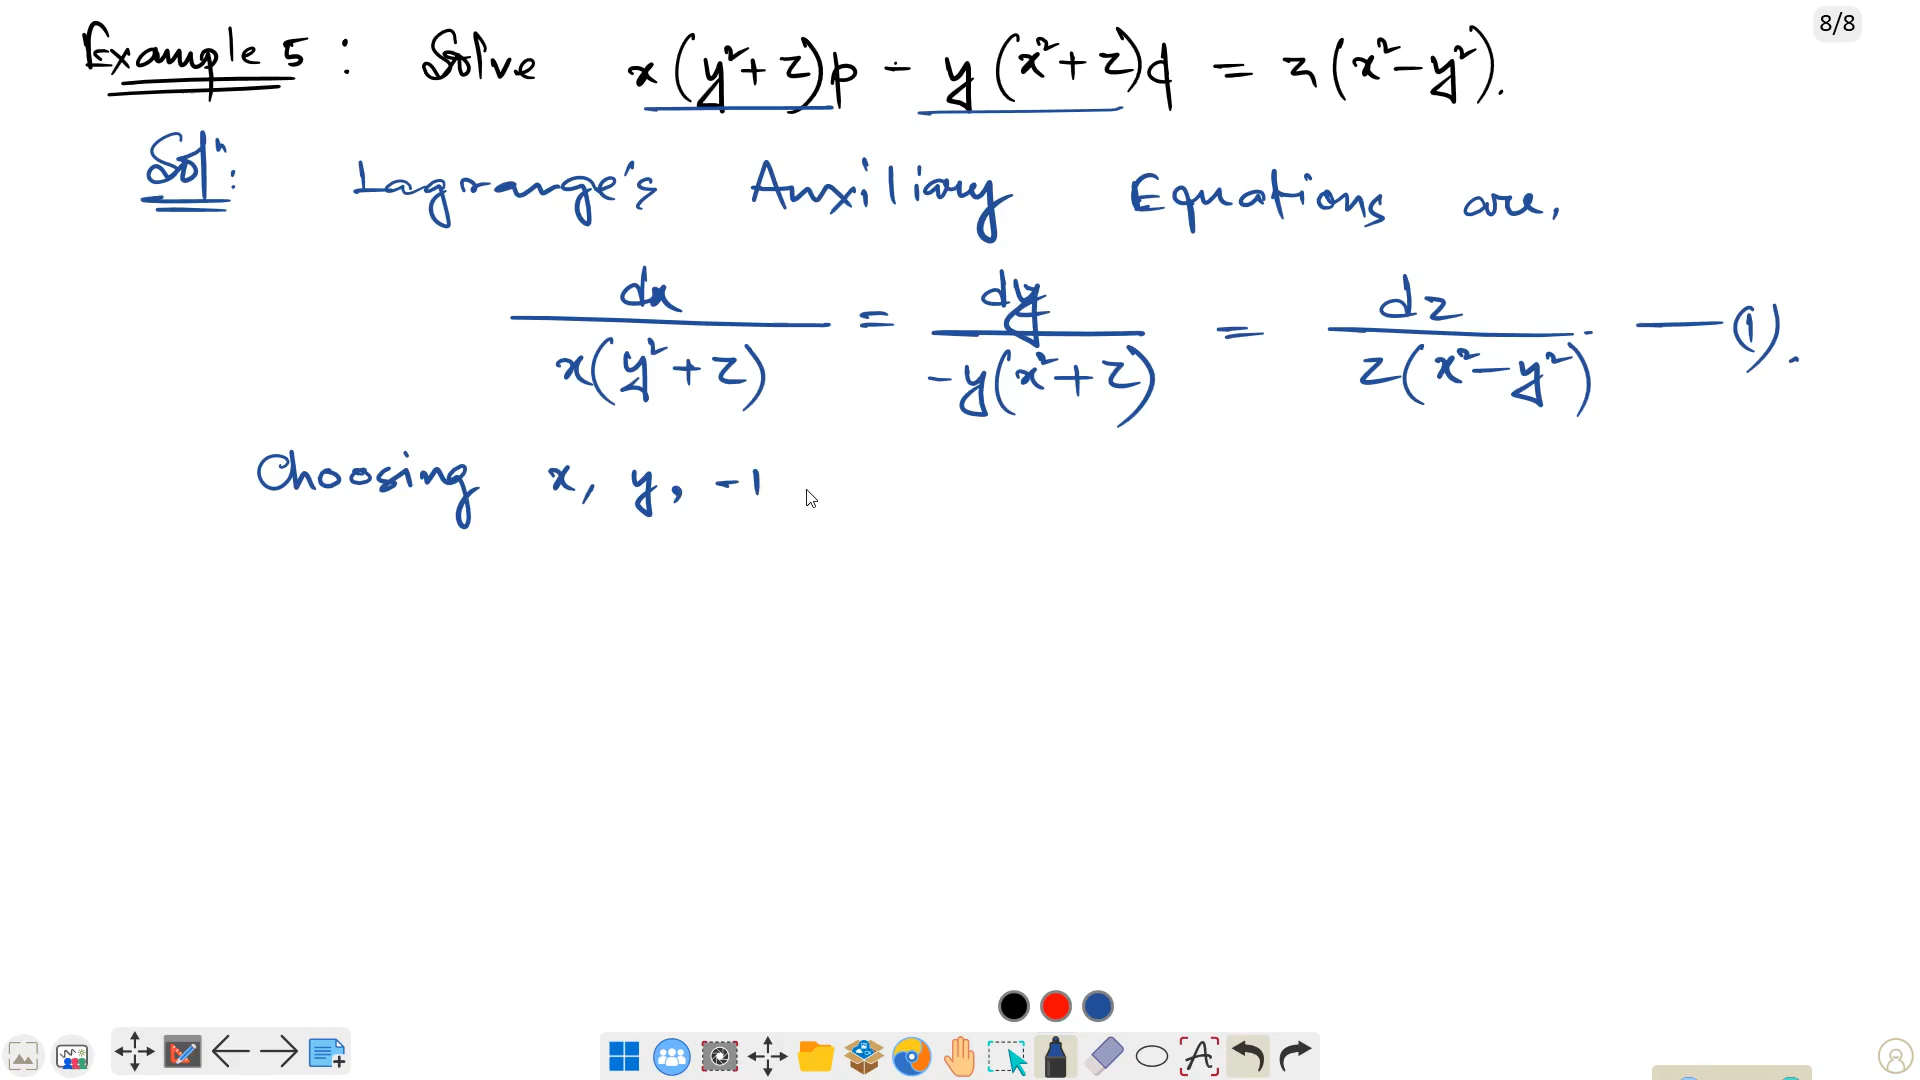 8/8
Example 5 : Solve x(y²+z)p - y(x²+z)q = z(x²-y²).
Solⁿ: Lagrange's Auxiliary Equations are,
dx / x(y²+z) = dy / -y(x²+z) = dz / z(x²-y²) — (1).
Choosing x, y, -1